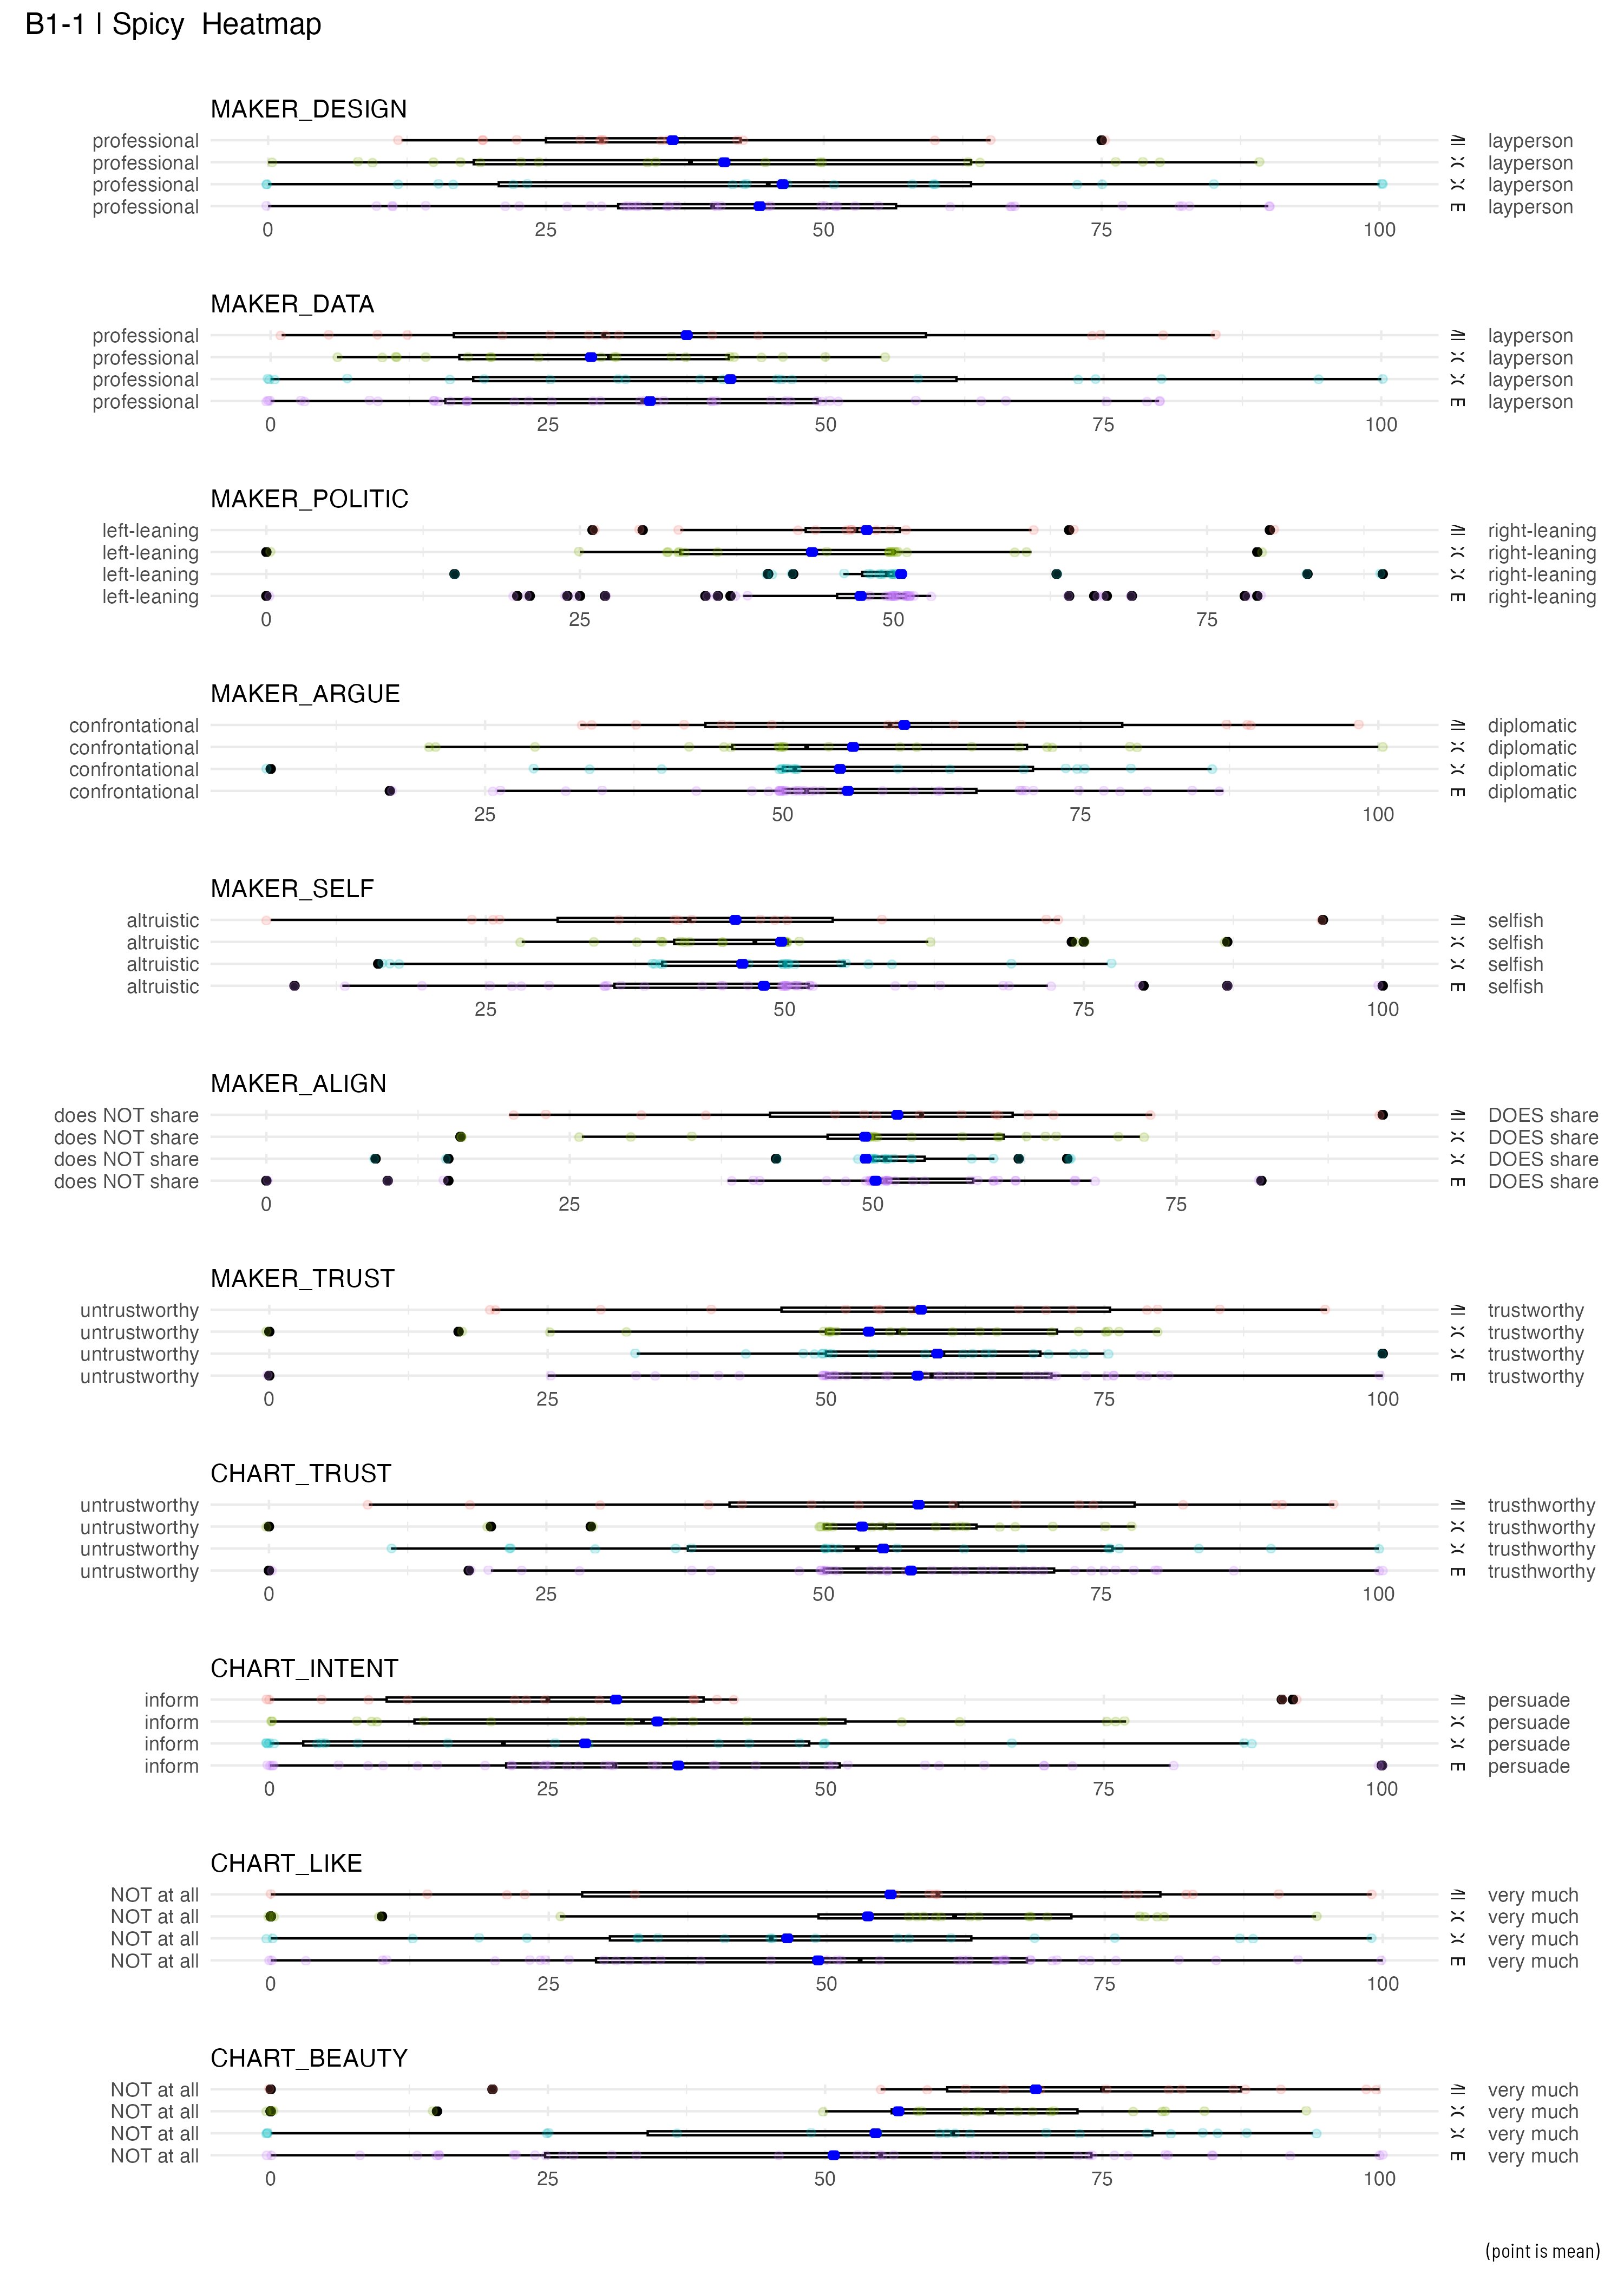 B1-1 | Spicy  Heatmap
MAKER_DESIGN
professional layperson
professional layperson
professional layperson
professional layperson
0 25 50 75 100
MAKER_DATA
professional layperson
professional layperson
professional layperson
professional layperson
0 25 50 75 100
MAKER_POLITIC
left-leaning right-leaning
left-leaning right-leaning
left-leaning right-leaning
left-leaning right-leaning
0 25 50 75
MAKER_ARGUE
confrontational diplomatic
confrontational diplomatic
confrontational diplomatic
confrontational diplomatic
25 50 75 100
MAKER_SELF
altruistic selfish
altruistic selfish
altruistic selfish
altruistic selfish
25 50 75 100
MAKER_ALIGN
does NOT share DOES share
does NOT share DOES share
does NOT share DOES share
does NOT share DOES share
0 25 50 75
MAKER_TRUST
untrustworthy trustworthy
untrustworthy trustworthy
untrustworthy trustworthy
untrustworthy trustworthy
0 25 50 75 100
CHART_TRUST
untrustworthy trusthworthy
untrustworthy trusthworthy
untrustworthy trusthworthy
untrustworthy trusthworthy
0 25 50 75 100
CHART_INTENT
inform persuade
inform persuade
inform persuade
inform persuade
0 25 50 75 100
CHART_LIKE
NOT at all very much
NOT at all very much
NOT at all very much
NOT at all very much
0 25 50 75 100
CHART_BEAUTY
NOT at all very much
NOT at all very much
NOT at all very much
NOT at all very much
0 25 50 75 100
(point is mean)